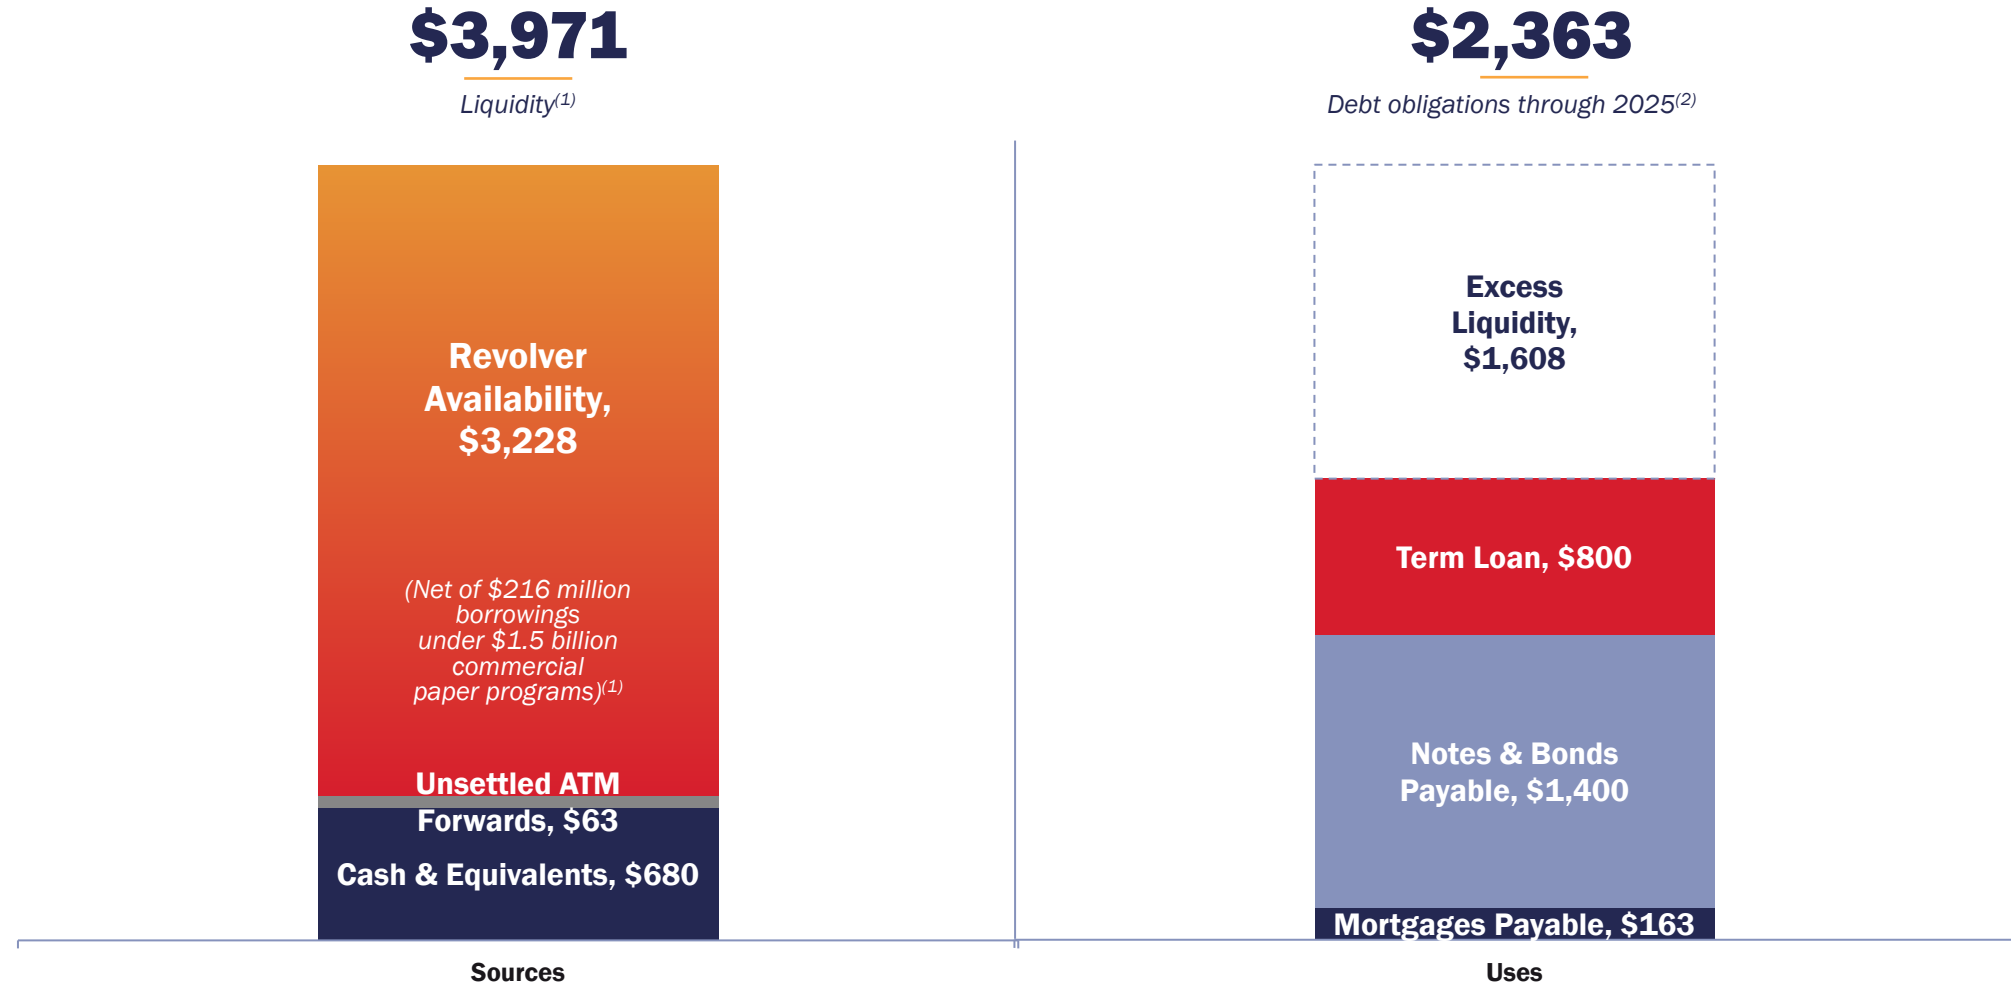 $3,971
Liquidity(1)
Revolver
Availability,
$3,228
(Net of $216 million
borrowings
under $1.5 billion
commercial
paper programs)(1)
Unsettled ATM
Forwards, $63
Cash & Equivalents, $680
Sources
$2,363
Debt obligations through 2025(2)
Excess
Liquidity,
$1,608
Term Loan, $800
Notes & Bonds
Payable, $1,400
Mortgages Payable, $163
Uses